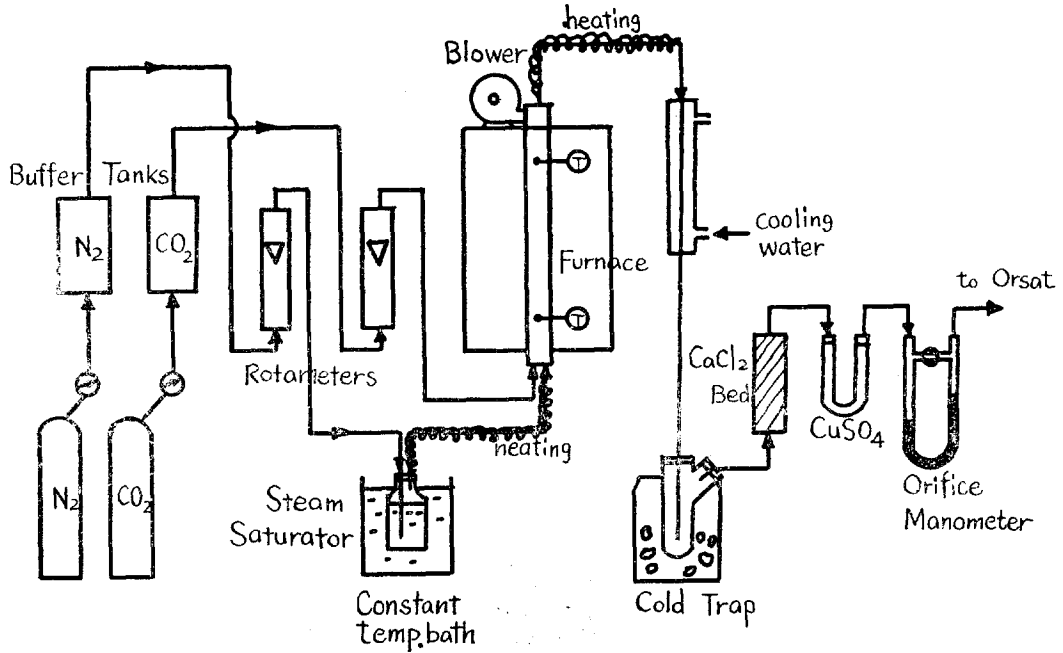 heating
Blower
Buffer Tanks
N2
CO2
T
cooling
water
Furnace
to Orsat
T
Rotameters
CaCl2
Bed
CuSO4
heating
N2
CO2
Steam
Saturator
Orifice
Manometer
Constant
temp. bath
Cold Trap